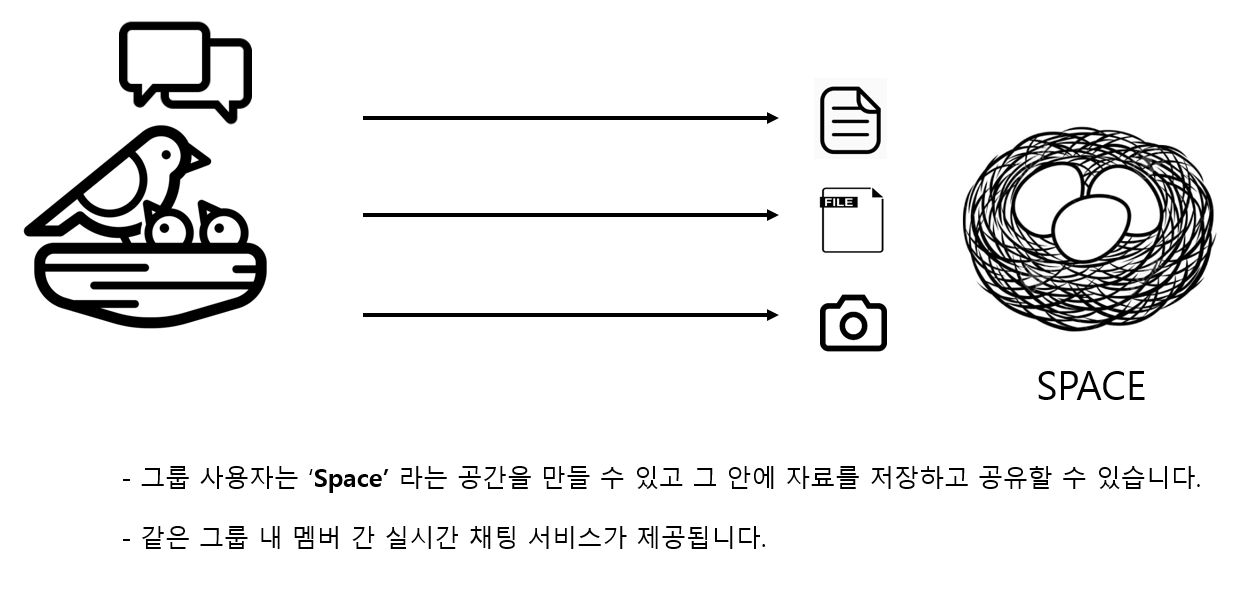 FILE
SPACE
- 그룹 사용자는 ‘Space’ 라는 공간을 만들 수 있고 그 안에 자료를 저장하고 공유할 수 있습니다.
- 같은 그룹 내 멤버 간 실시간 채팅 서비스가 제공됩니다.